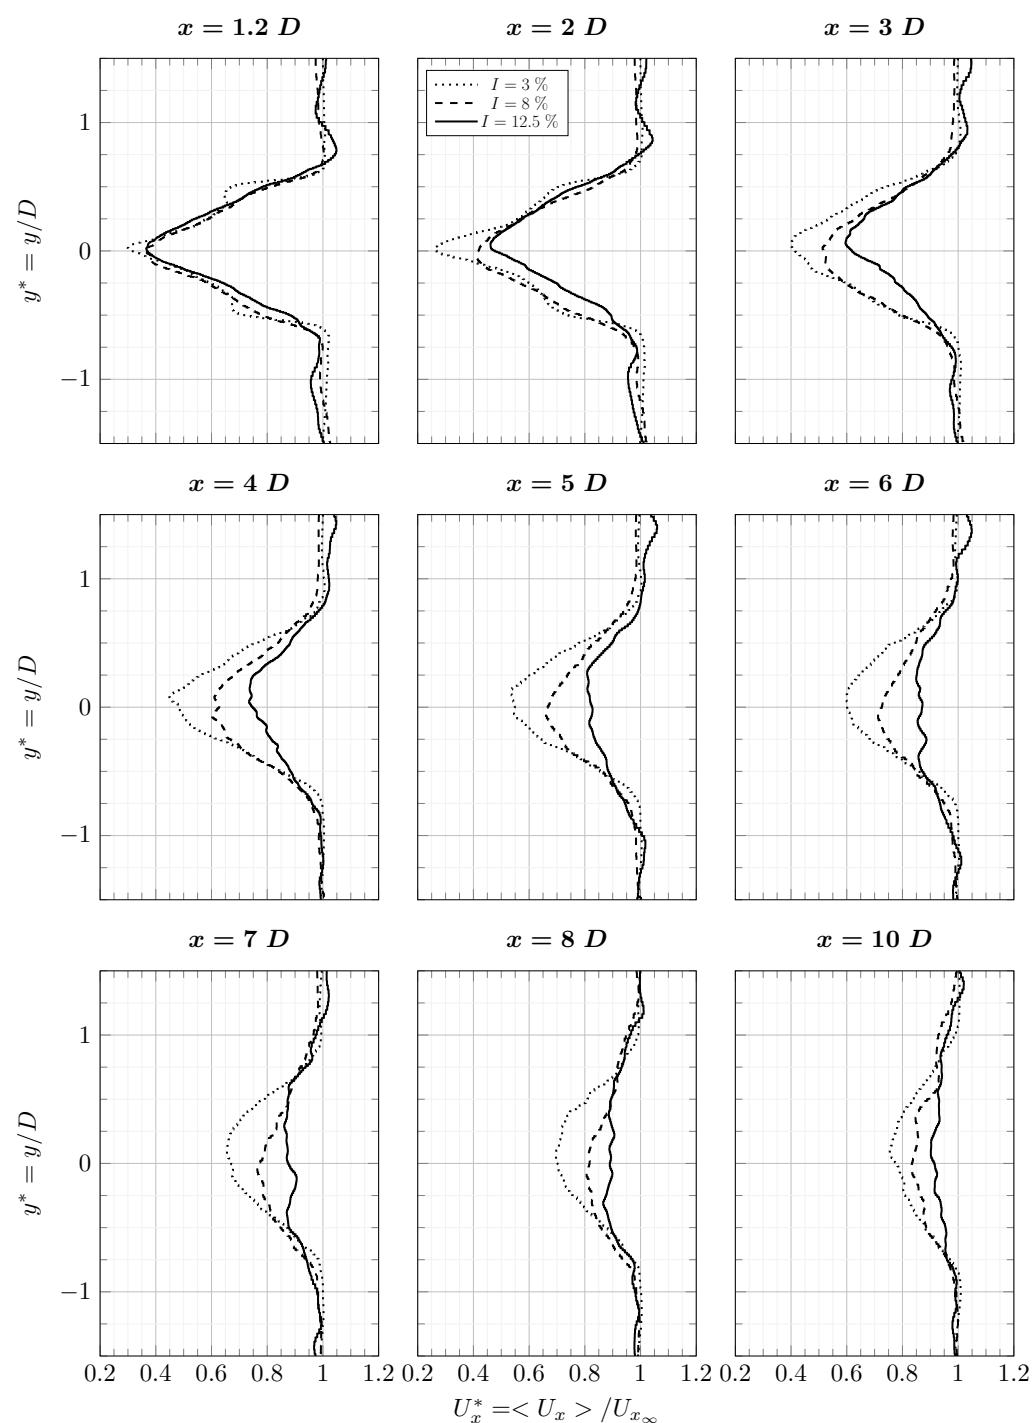 x = 1.2 D
x = 2 D
x = 3 D
I = 3 %
I = 8 %
I = 12.5 %
1
0
−1
y* = y/D
x = 4 D
x = 5 D
x = 6 D
1
0
−1
y* = y/D
x = 7 D
x = 8 D
x = 10 D
1
0
−1
y* = y/D
0.2 0.4 0.6 0.8 1 1.2
0.2 0.4 0.6 0.8 1 1.2
0.2 0.4 0.6 0.8 1 1.2
U*ₓ =< Uₓ > /Uₓ∞